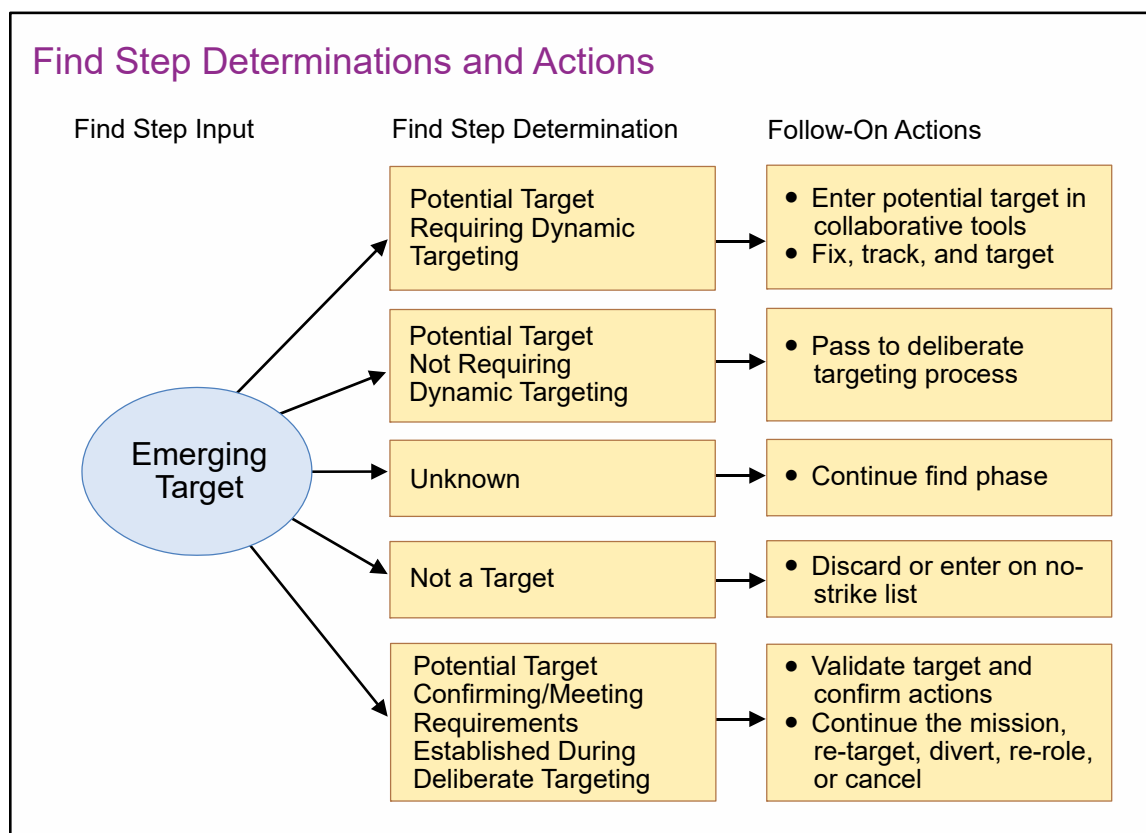 Find Step Determinations and Actions
Find Step Input
Find Step Determination
Follow-On Actions
Emerging
Target
Potential Target
Requiring Dynamic
Targeting
• Enter potential target in
collaborative tools
• Fix, track, and target
Potential Target
Not Requiring
Dynamic Targeting
• Pass to deliberate
targeting process
Unknown
• Continue find phase
Not a Target
• Discard or enter on no-
strike list
Potential Target
Confirming/Meeting
Requirements
Established During
Deliberate Targeting
• Validate target and
confirm actions
• Continue the mission,
re-target, divert, re-role,
or cancel